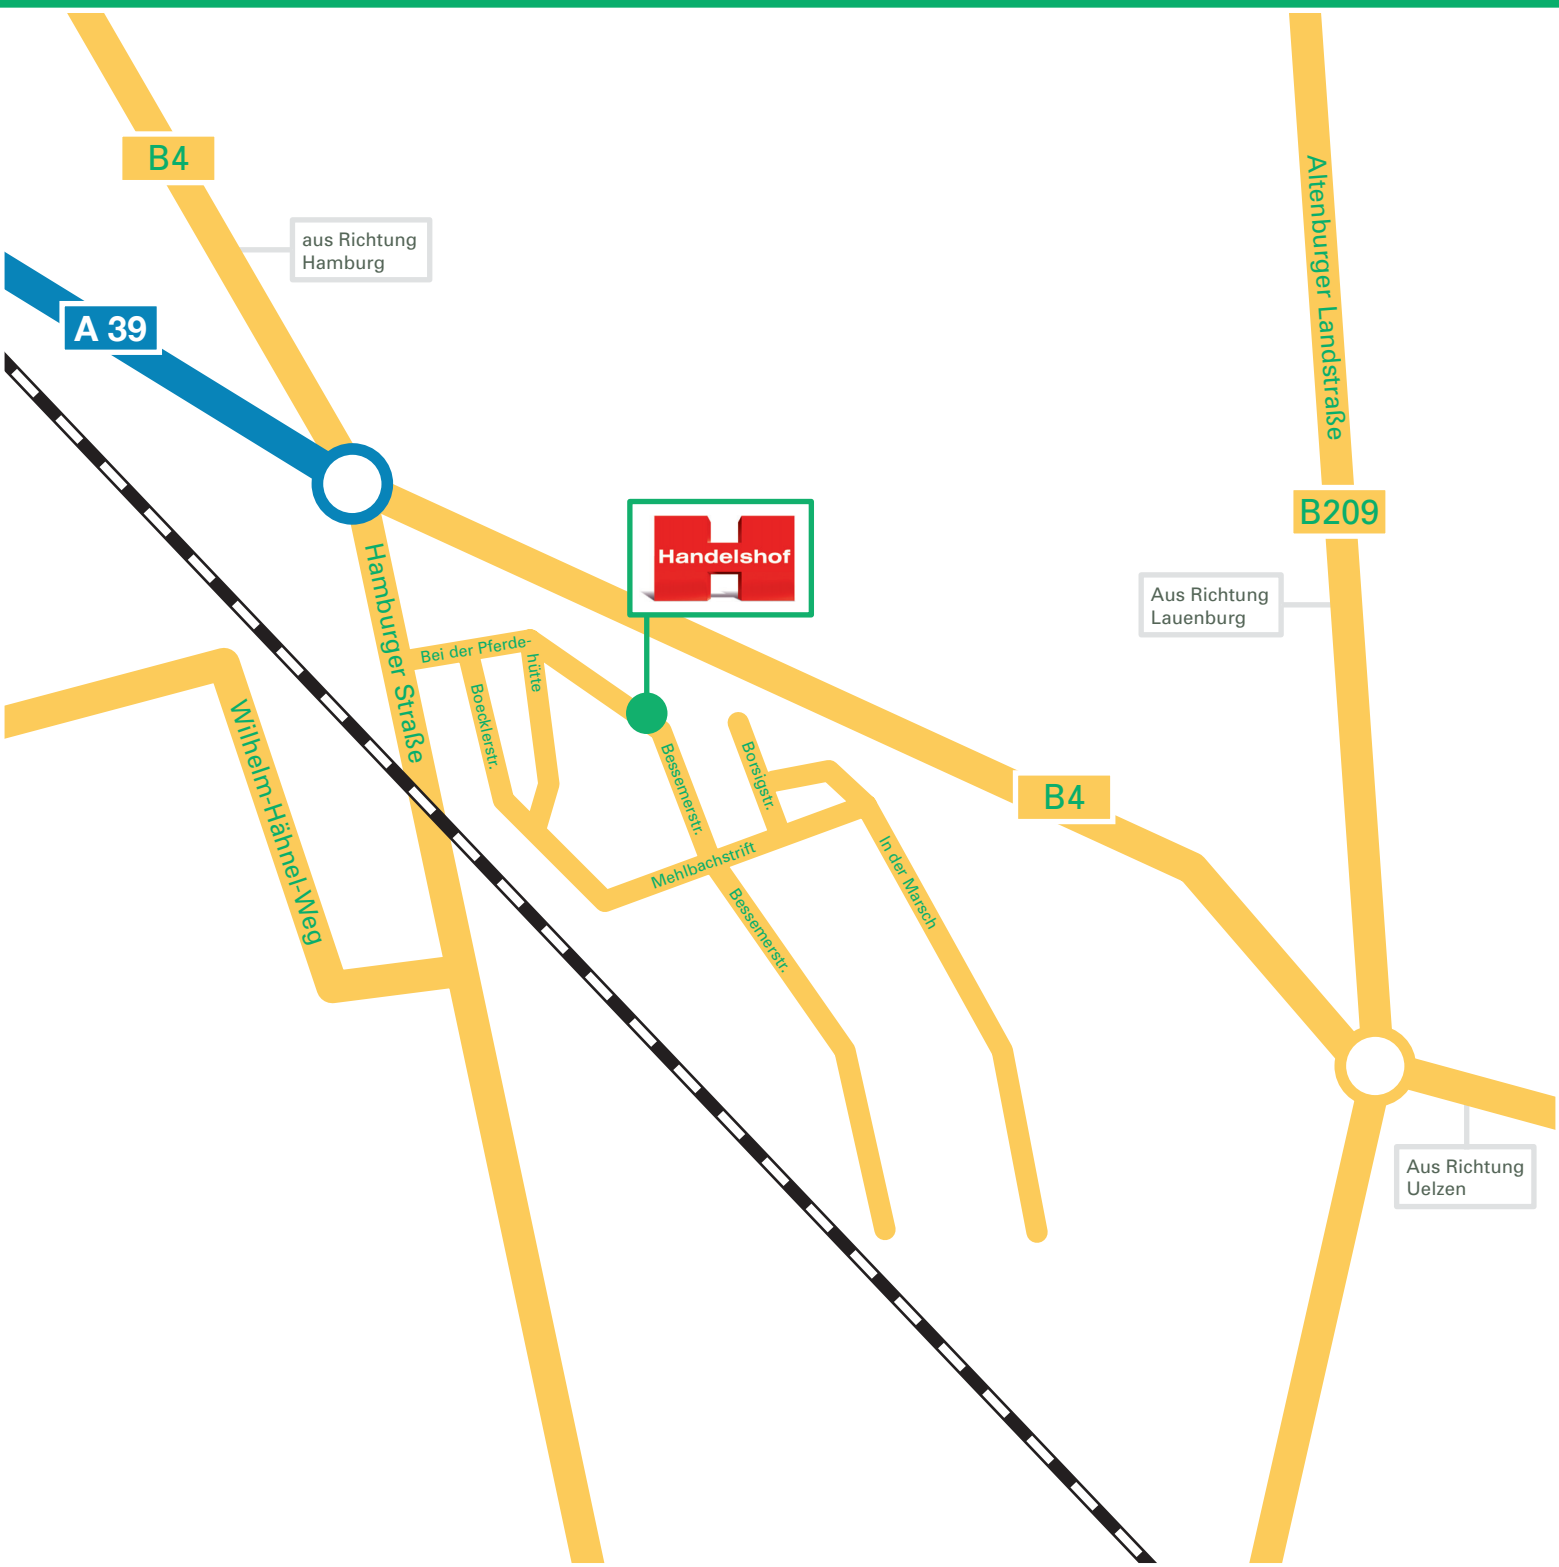 B4
aus Richtung
Hamburg
A 39
Altenburger Landstraße
B209
Handelshof
Hamburger Straße
Aus Richtung
Lauenburg
Bei der Pferde-
hütte
Boecklerstr.
Wilhelm-Hähnel-Weg
Bessemerstr.
Borsigstr.
B4
Mehlbachstrift
In der Marsch
Bessemerstr.
Aus Richtung
Uelzen